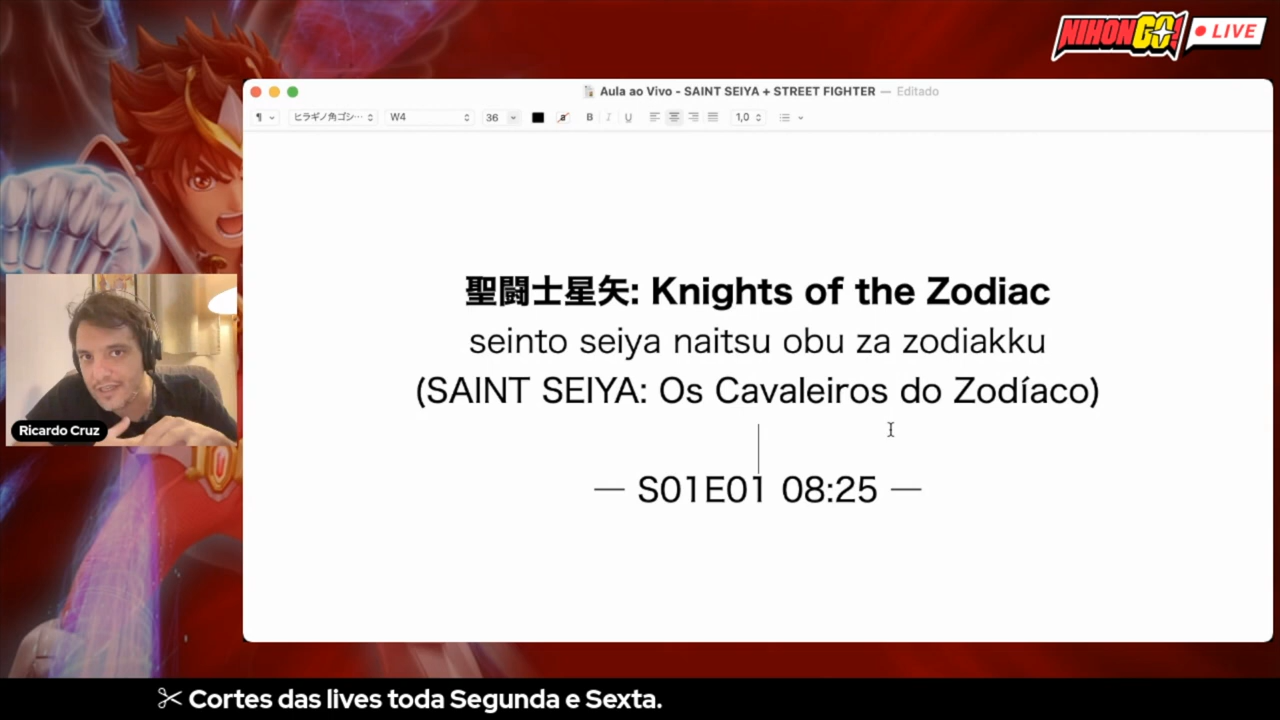 NIHONGO!
LIVE
Aula ao Vivo - SAINT SEIYA + STREET FIGHTER — Editado
¶ ヒラギノ角ゴシ… W4 36 a B I U 1,0
聖闘士星矢: Knights of the Zodiac
seinto seiya naitsu obu za zodiakku
(SAINT SEIYA: Os Cavaleiros do Zodíaco)
— S01E01 08:25 —
Ricardo Cruz
Cortes das lives toda Segunda e Sexta.